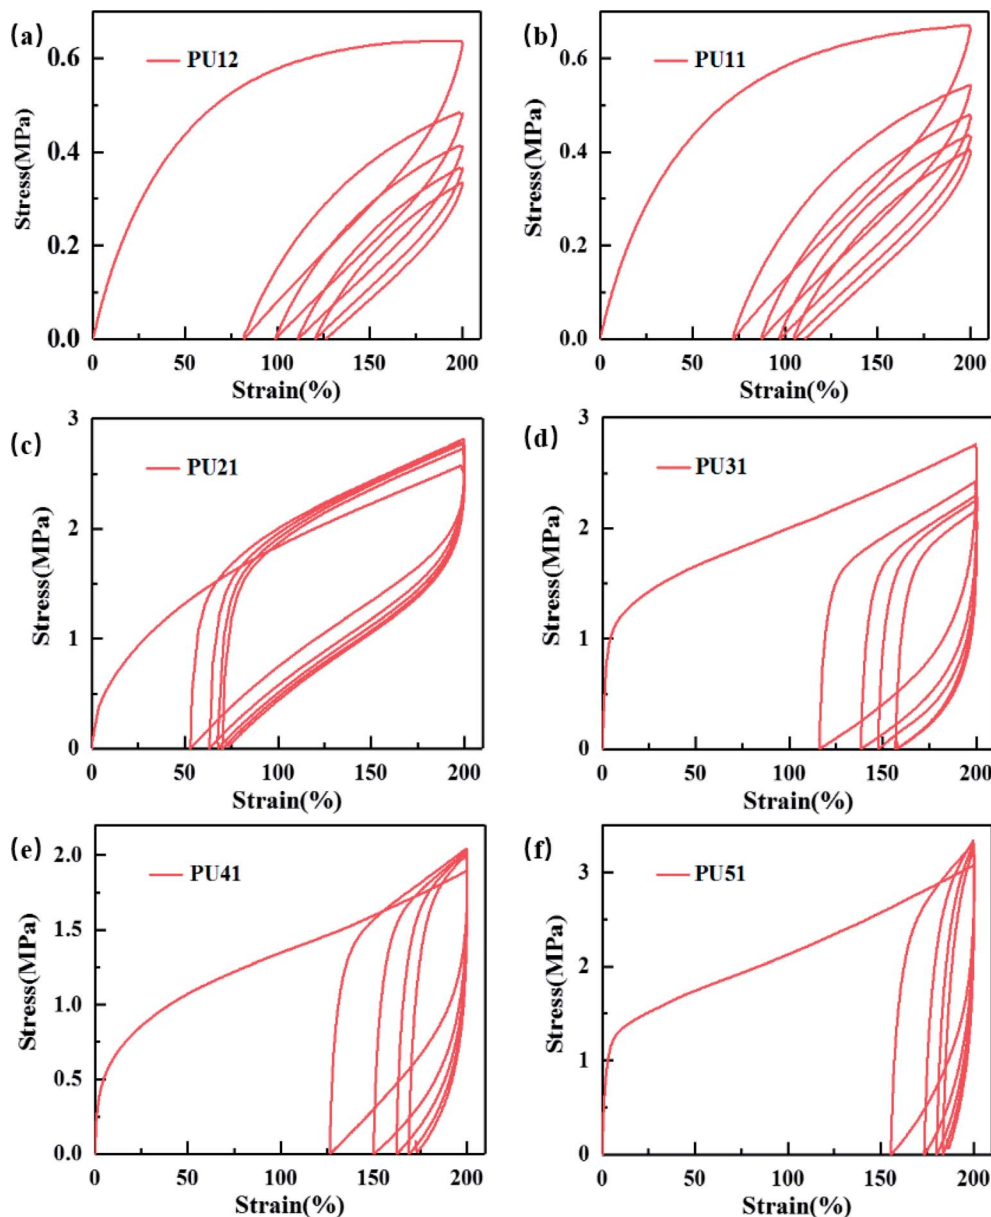 (a)
PU12
0.6
0.4
0.2
0.0
Stress(MPa)
0 50 100 150 200
Strain(%)
(b)
PU11
0.6
0.4
0.2
0.0
Stress(MPa)
0 50 100 150 200
Strain(%)
(c)
PU21
3
2
1
0
Stress(MPa)
0 50 100 150 200
Strain(%)
(d)
PU31
3
2
1
0
Stress(MPa)
0 50 100 150 200
Strain(%)
(e)
PU41
2.0
1.5
1.0
0.5
0.0
Stress(MPa)
0 50 100 150 200
Strain(%)
(f)
PU51
3
2
1
0
Stress(MPa)
0 50 100 150 200
Strain(%)